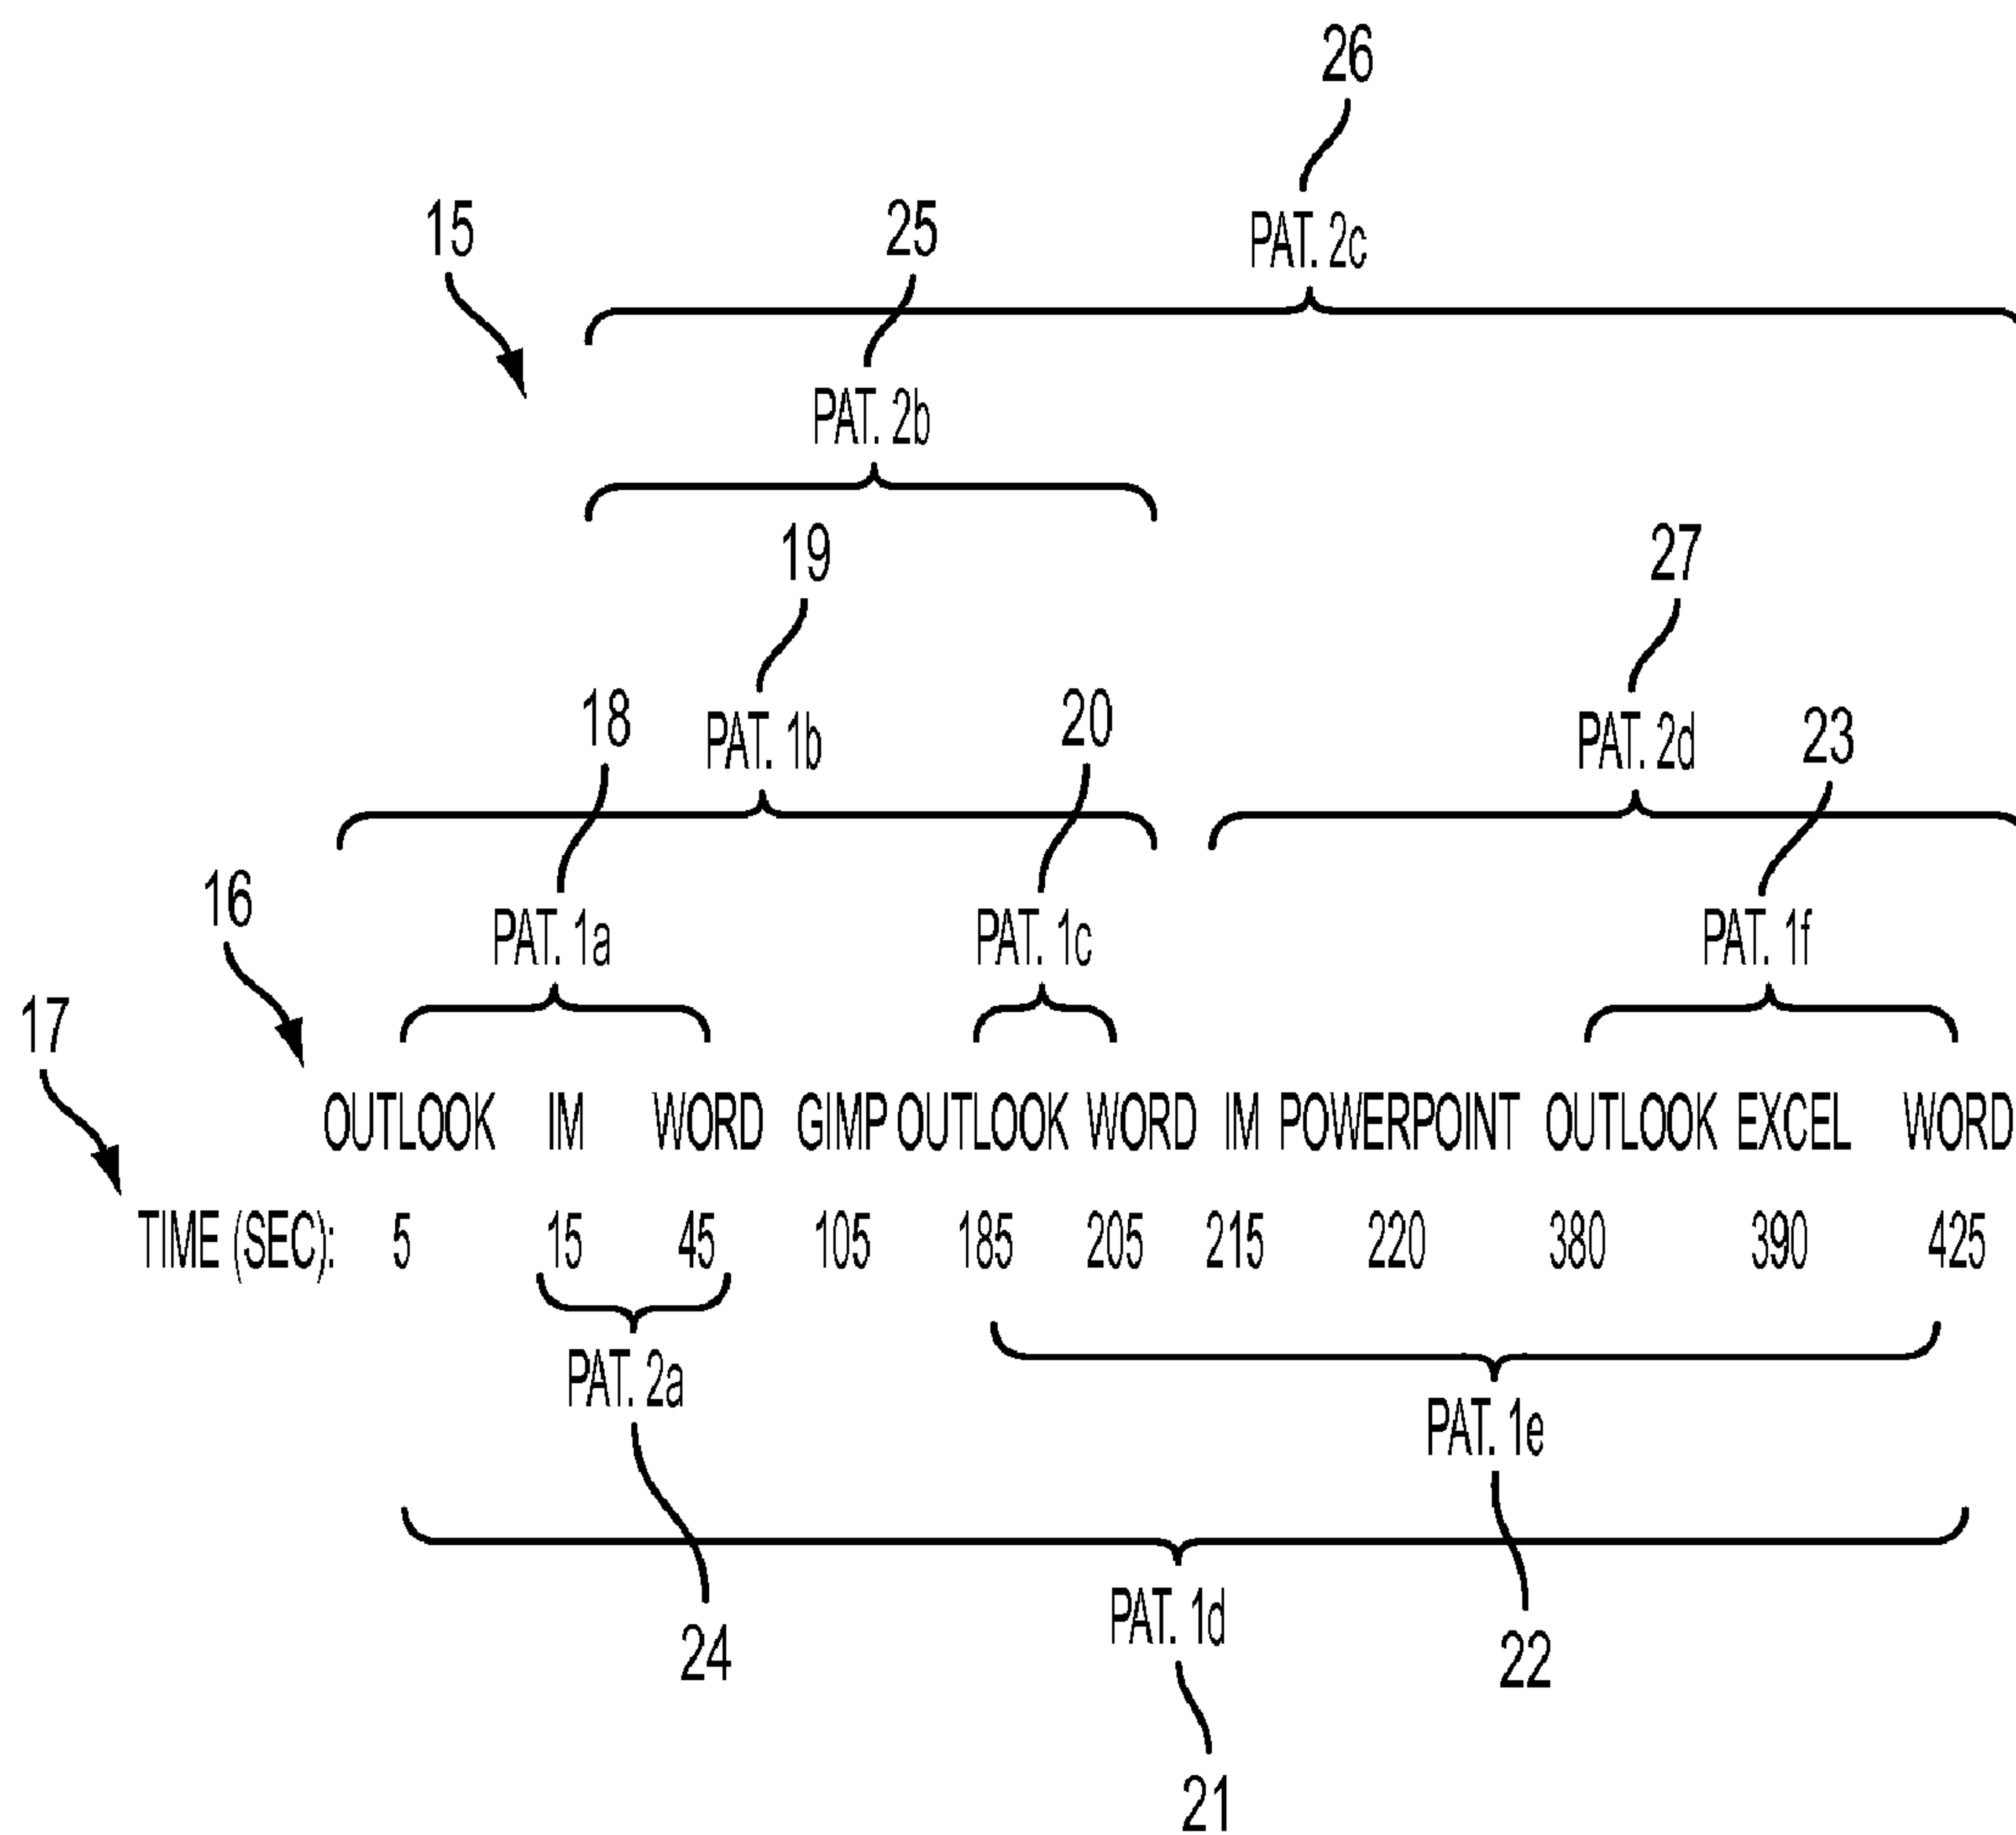 26
15 25 PAT. 2c
PAT. 2b
19 27
18 PAT. 1b 20 PAT. 2d 23
16 PAT. 1a PAT. 1c PAT. 1f
17
OUTLOOK IM WORD GIMP OUTLOOK WORD IM POWERPOINT OUTLOOK EXCEL WORD
TIME (SEC): 5 15 45 105 185 205 215 220 380 390 425
PAT. 2a
PAT. 1e
PAT. 1d
24 22
21